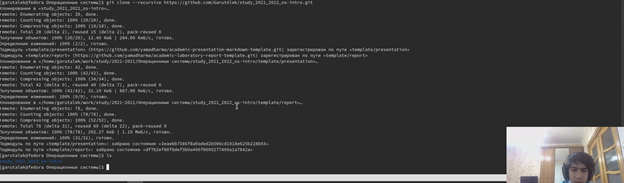 [garutalek@fedora Операционные системы]$ git clone --recursive https://github.com/GarutAlek/study_2021_2022_os-intro.git
Клонирование в «study_2021_2022_os-intro»…
remote: Enumerating objects: 20, done.
remote: Counting objects: 100% (20/20), done.
remote: Compressing objects: 100% (18/18), done.
remote: Total 20 (delta 2), reused 15 (delta 2), pack-reused 0
Получение объектов: 100% (20/20), 12.49 КиБ | 284.00 КиБ/с, готово.
Определение изменений: 100% (2/2), готово.
Подмодуль «template/presentation» (https://github.com/yamadharma/academic-presentation-markdown-template.git) зарегистрирован по пути «template/presentation»
Подмодуль «template/report» (https://github.com/yamadharma/academic-laboratory-report-template.git) зарегистрирован по пути «template/report»
Клонирование в «/home/garutalek/work/study/2021-2022/Операционные системы/study_2021_2022_os-intro/template/presentation»…
remote: Enumerating objects: 42, done.
remote: Counting objects: 100% (42/42), done.
remote: Compressing objects: 100% (34/34), done.
remote: Total 42 (delta 9), reused 40 (delta 7), pack-reused 0
Получение объектов: 100% (42/42), 31.19 КиБ | 887.00 КиБ/с, готово.
Определение изменений: 100% (9/9), готово.
Клонирование в «/home/garutalek/work/study/2021-2022/Операционные системы/study_2021_2022_os-intro/template/report»…
remote: Enumerating objects: 78, done.
remote: Counting objects: 100% (78/78), done.
remote: Compressing objects: 100% (52/52), done.
remote: Total 78 (delta 31), reused 69 (delta 22), pack-reused 0
Получение объектов: 100% (78/78), 292.27 КиБ | 1.19 МиБ/с, готово.
Определение изменений: 100% (31/31), готово.
Подмодуль по пути «template/presentation»: забрано состояние
Подмодуль по пути «template/report»: забрано состояние
[garutalek@fedora Операционные системы]$ ls
[garutalek@fedora Операционные системы]$